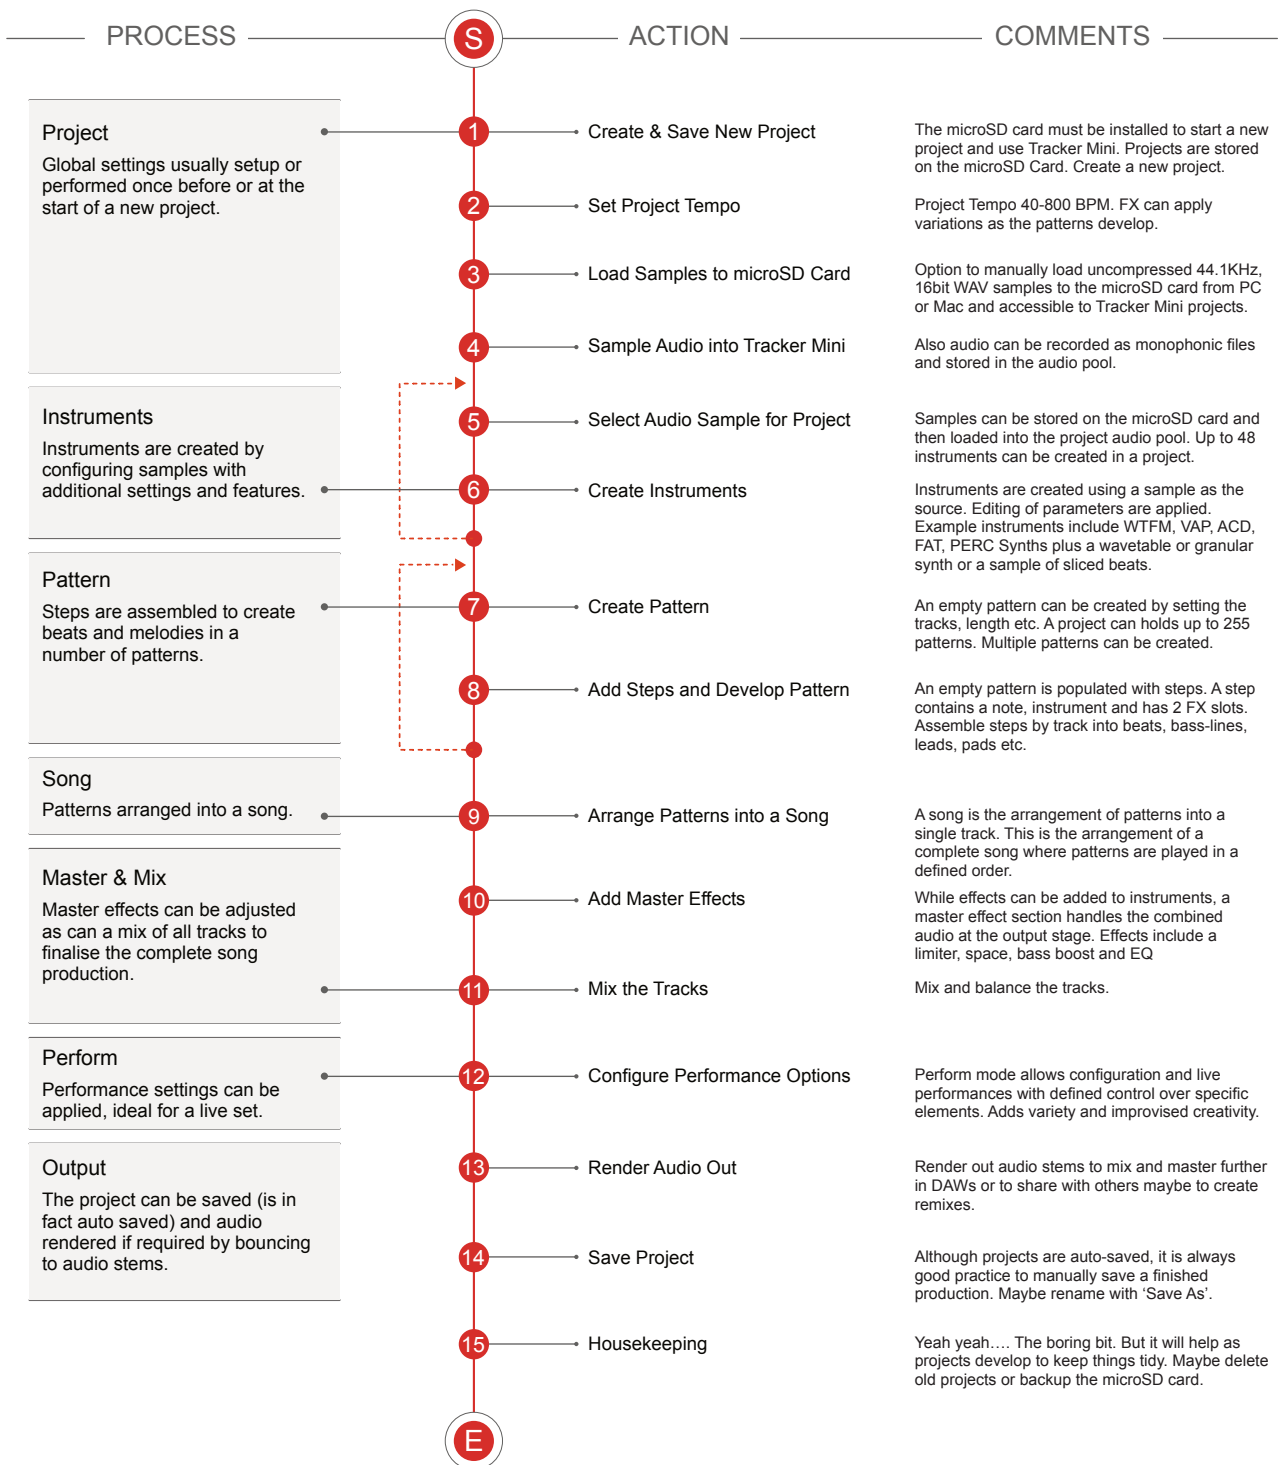 PROCESS
S
ACTION
COMMENTS
Project
Global settings usually setup or
performed once before or at the
start of a new project.
1
Create & Save New Project
The microSD card must be installed to start a new
project and use Tracker Mini. Projects are stored
on the microSD Card. Create a new project.
2
Set Project Tempo
Project Tempo 40-800 BPM. FX can apply
variations as the patterns develop.
3
Load Samples to microSD Card
Option to manually load uncompressed 44.1KHz,
16bit WAV samples to the microSD card from PC
or Mac and accessible to Tracker Mini projects.
4
Sample Audio into Tracker Mini
Also audio can be recorded as monophonic files
and stored in the audio pool.
Instruments
Instruments are created by
configuring samples with
additional settings and features.
5
Select Audio Sample for Project
Samples can be stored on the microSD card and
then loaded into the project audio pool. Up to 48
instruments can be created in a project.
6
Create Instruments
Instruments are created using a sample as the
source. Editing of parameters are applied.
Example instruments include WTFM, VAP, ACD,
FAT, PERC Synths plus a wavetable or granular
synth or a sample of sliced beats.
Pattern
Steps are assembled to create
beats and melodies in a
number of patterns.
7
Create Pattern
An empty pattern can be created by setting the
tracks, length etc. A project can holds up to 255
patterns. Multiple patterns can be created.
8
Add Steps and Develop Pattern
An empty pattern is populated with steps. A step
contains a note, instrument and has 2 FX slots.
Assemble steps by track into beats, bass-lines,
leads, pads etc.
Song
Patterns arranged into a song.
9
Arrange Patterns into a Song
A song is the arrangement of patterns into a
single track. This is the arrangement of a
complete song where patterns are played in a
defined order.
Master & Mix
Master effects can be adjusted
as can a mix of all tracks to
finalise the complete song
production.
10
Add Master Effects
While effects can be added to instruments, a
master effect section handles the combined
audio at the output stage. Effects include a
limiter, space, bass boost and EQ
11
Mix the Tracks
Mix and balance the tracks.
Perform
Performance settings can be
applied, ideal for a live set.
12
Configure Performance Options
Perform mode allows configuration and live
performances with defined control over specific
elements. Adds variety and improvised creativity.
Output
The project can be saved (is in
fact auto saved) and audio
rendered if required by bouncing
to audio stems.
13
Render Audio Out
Render out audio stems to mix and master further
in DAWs or to share with others maybe to create
remixes.
14
Save Project
Although projects are auto-saved, it is always
good practice to manually save a finished
production. Maybe rename with ‘Save As’.
15
Housekeeping
Yeah yeah…. The boring bit. But it will help as
projects develop to keep things tidy. Maybe delete
old projects or backup the microSD card.
E